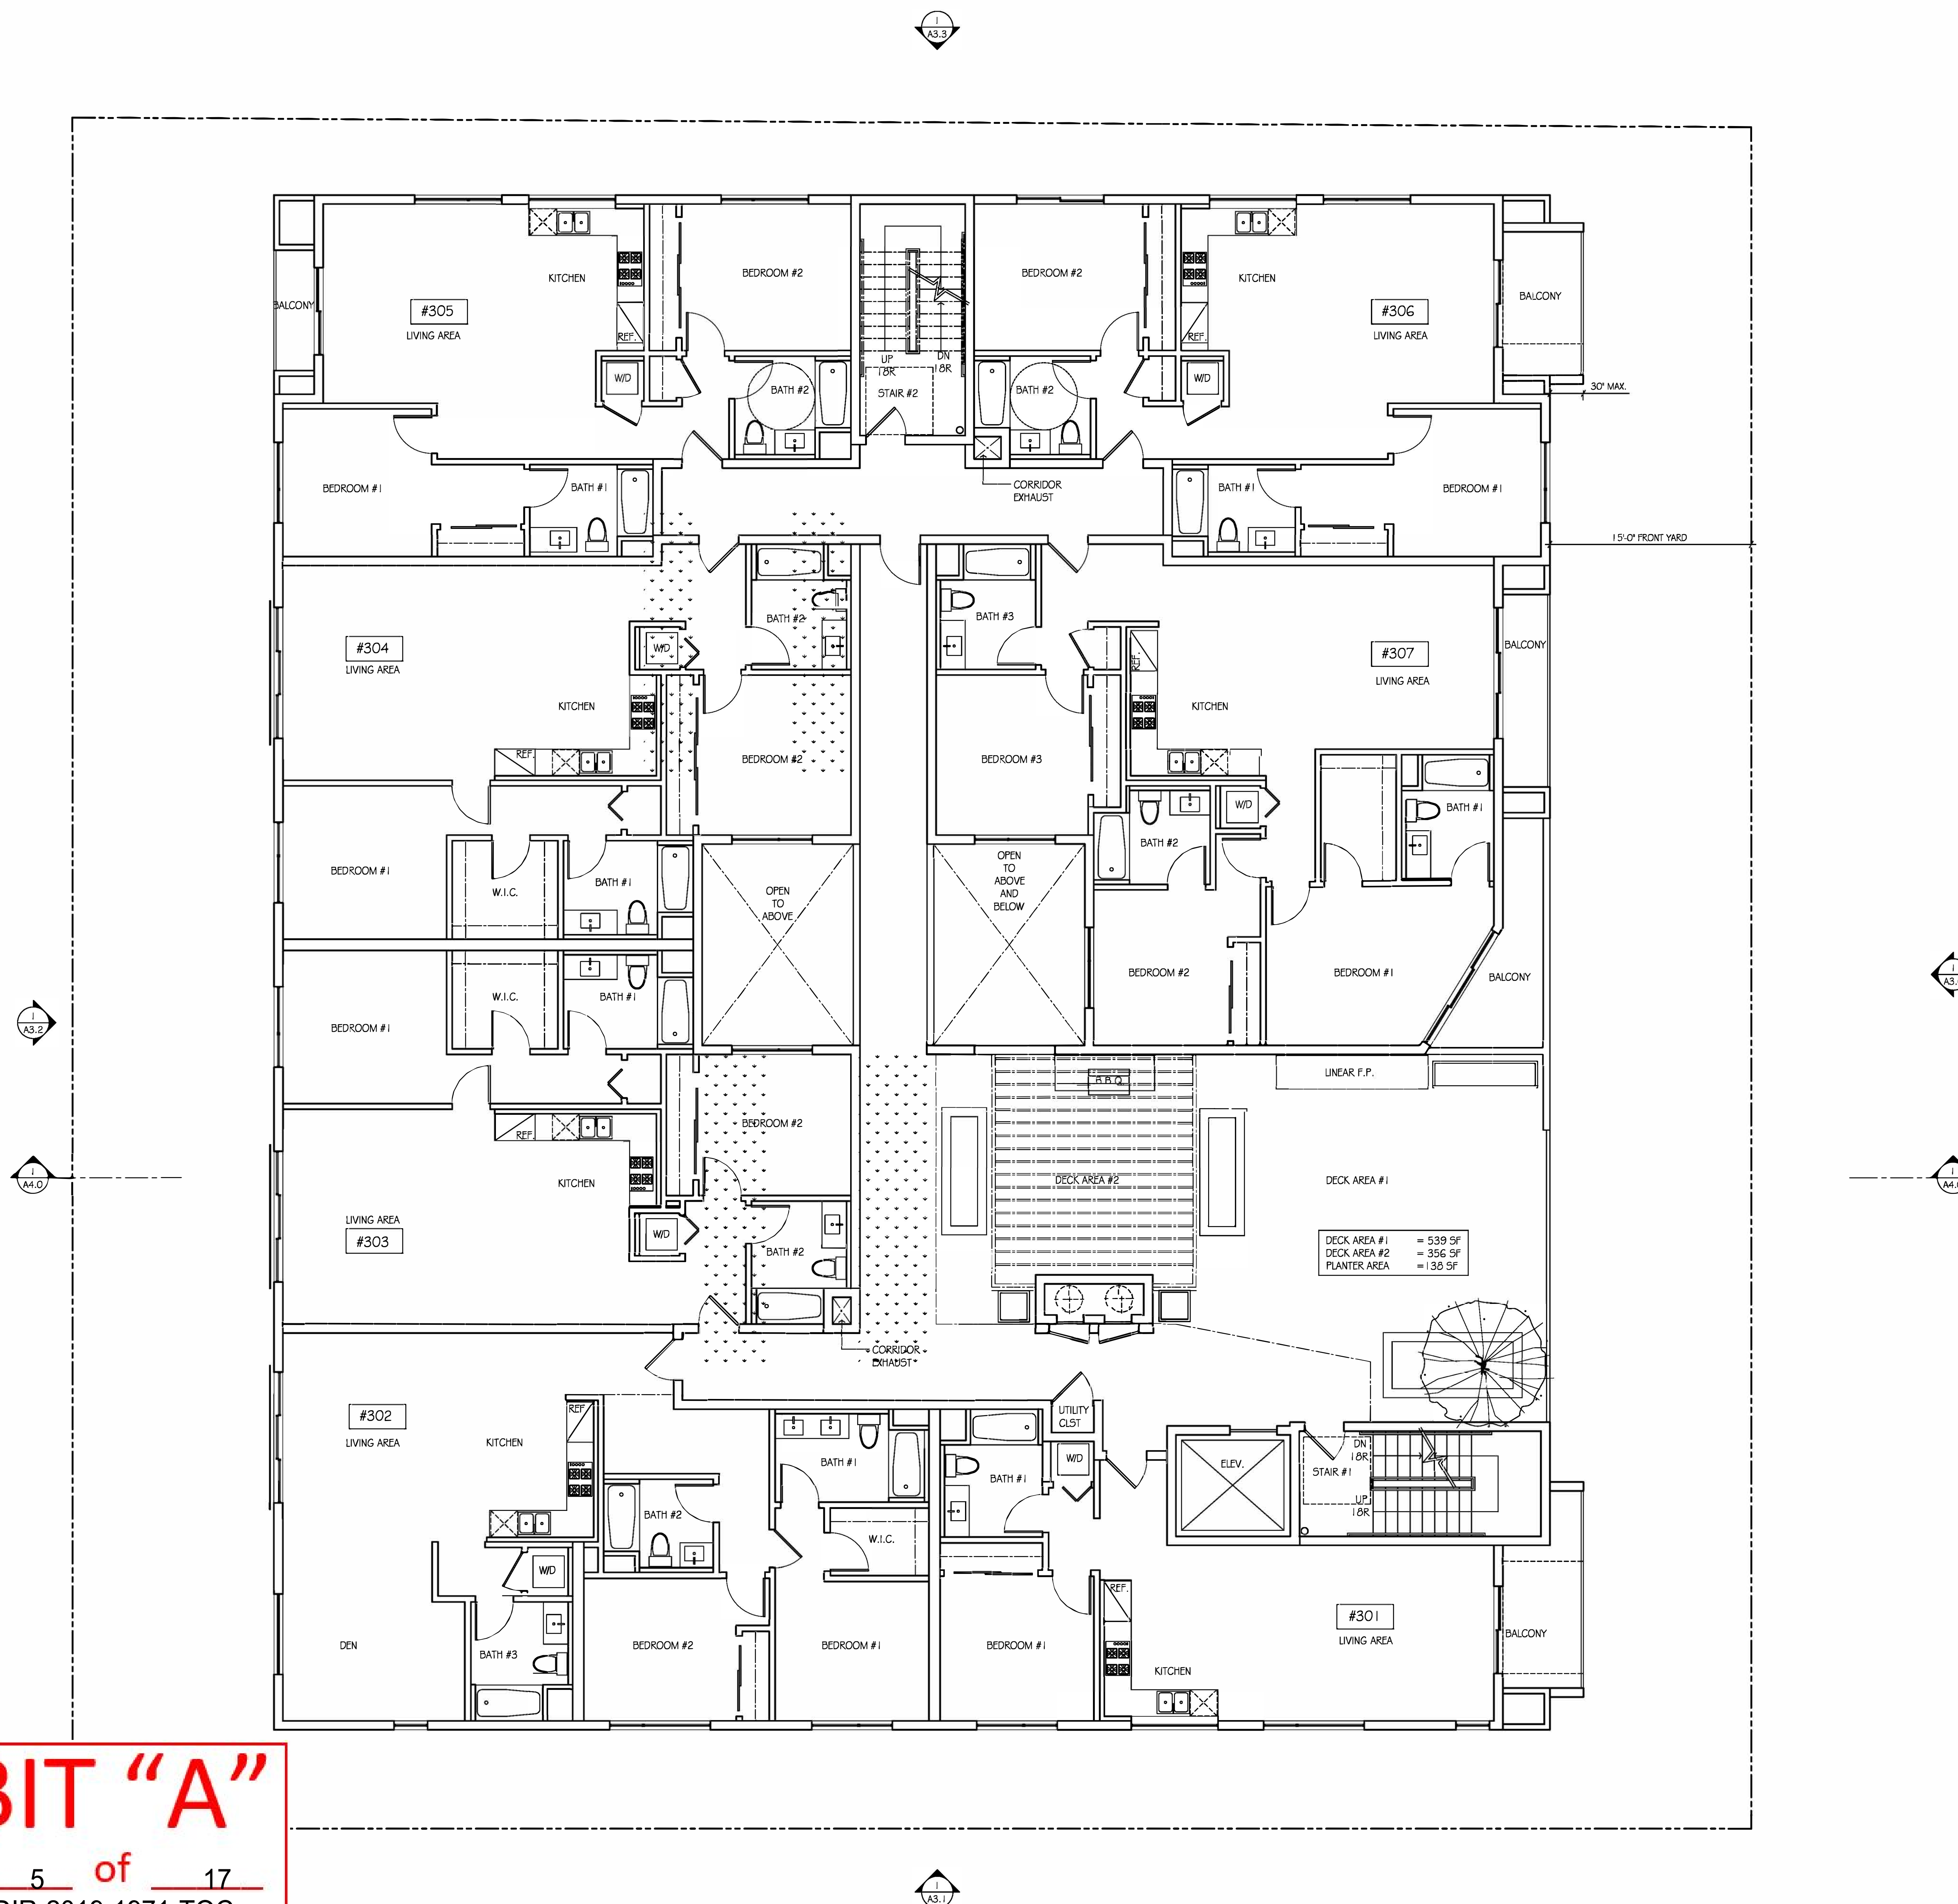 1
A3.3
BEDROOM #2
BEDROOM #2
KITCHEN
KITCHEN
BALCONY
#305
LIVING AREA
#306
LIVING AREA
BALCONY
REF.
REF.
UP
18R
DN
18R
STAIR #2
W/D
W/D
BATH #2
BATH #2
30" MAX.
BEDROOM #1
BATH #1
CORRIDOR
EXHAUST
BATH #1
BEDROOM #1
15'-0" FRONT YARD
BATH #2
BATH #3
#304
LIVING AREA
W/D
REF.
#307
LIVING AREA
BALCONY
KITCHEN
KITCHEN
REF.
BEDROOM #2
BEDROOM #3
W/D
BATH #1
BATH #2
BEDROOM #1
W.I.C.
BATH #1
OPEN
TO
ABOVE
OPEN
TO
ABOVE
AND
BELOW
BEDROOM #2
BEDROOM #1
BALCONY
W.I.C.
BATH #1
BEDROOM #1
1
A3.2
1
A3.
LINEAR F.P.
B.B.Q.
REF.
BEDROOM #2
KITCHEN
DECK AREA #2
DECK AREA #1
1
A4.0
1
A4.
LIVING AREA
#303
W/D
BATH #2
DECK AREA #1 = 539 SF
DECK AREA #2 = 356 SF
PLANTER AREA = 138 SF
CORRIDOR
EXHAUST
#302
LIVING AREA
REF.
KITCHEN
UTILITY
CLST
BATH #1
BATH #1
W/D
ELEV.
DN
18R
STAIR #1
UP
18R
BATH #2
W.I.C.
W/D
REF.
DEN
BATH #3
BEDROOM #2
BEDROOM #1
BEDROOM #1
#301
LIVING AREA
BALCONY
KITCHEN
BIT “A”
5 of 17
1
A3.1